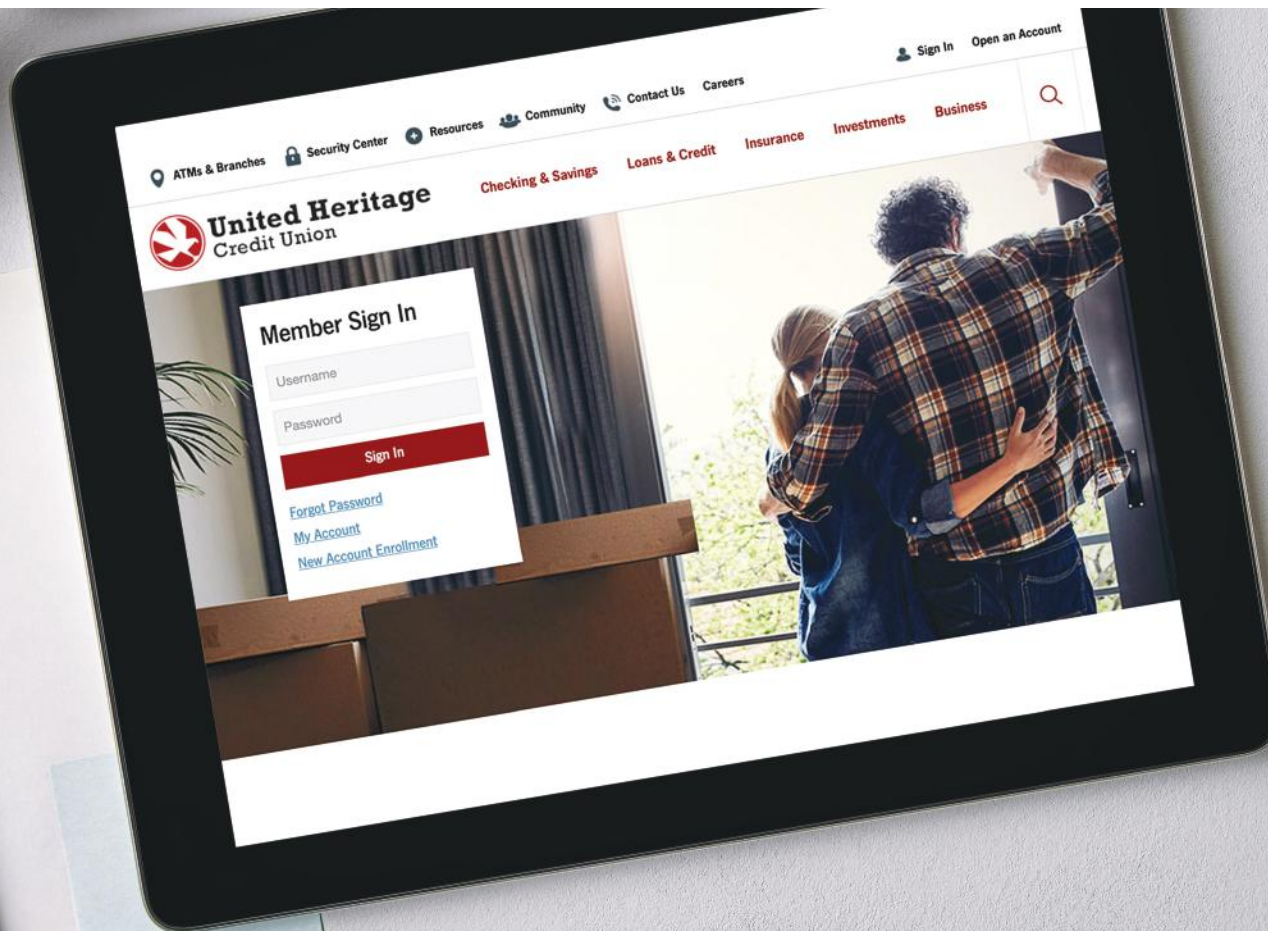 Sign In Open an Account
ATMs & Branches Security Center Resources Community Contact Us Careers
United Heritage
Credit Union
Checking & Savings Loans & Credit Insurance Investments Business
Member Sign In
Username
Password
Sign In
Forgot Password
My Account
New Account Enrollment